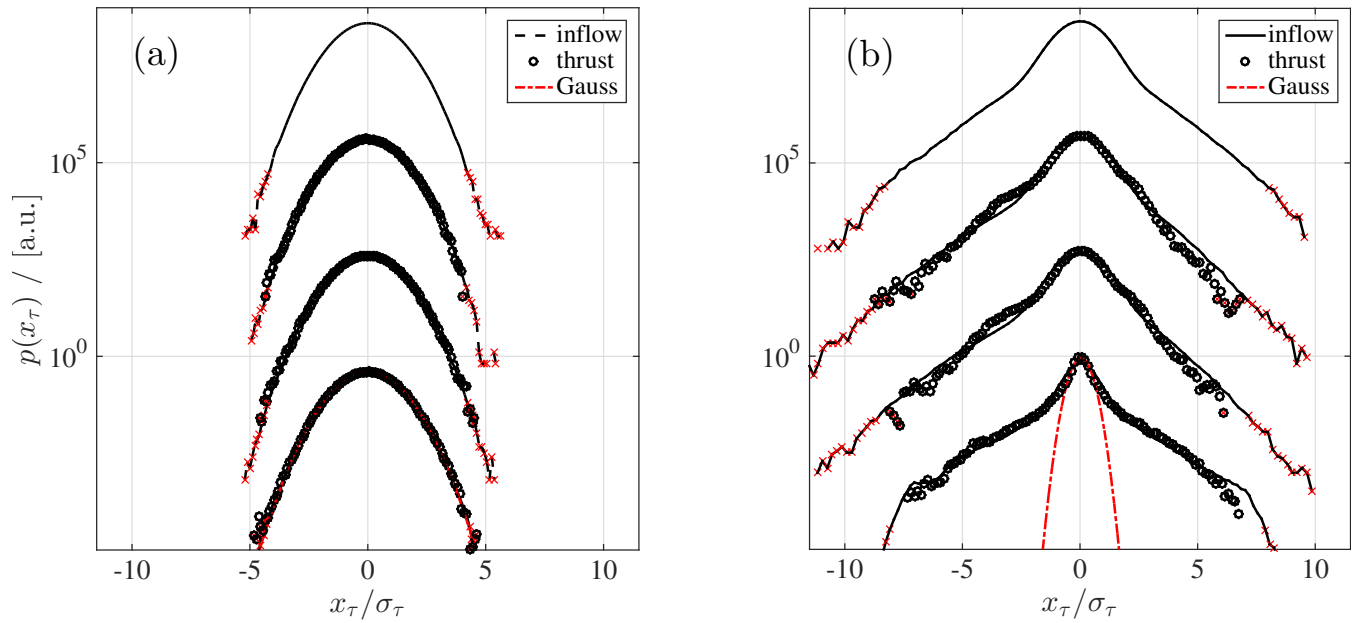 (a)
inflow
thrust
Gauss
p(x_τ) / [a.u.]
10^5
10^0
-10 -5 0 5 10
x_τ/σ_τ
(b)
inflow
thrust
Gauss
10^5
10^0
-10 -5 0 5 10
x_τ/σ_τ